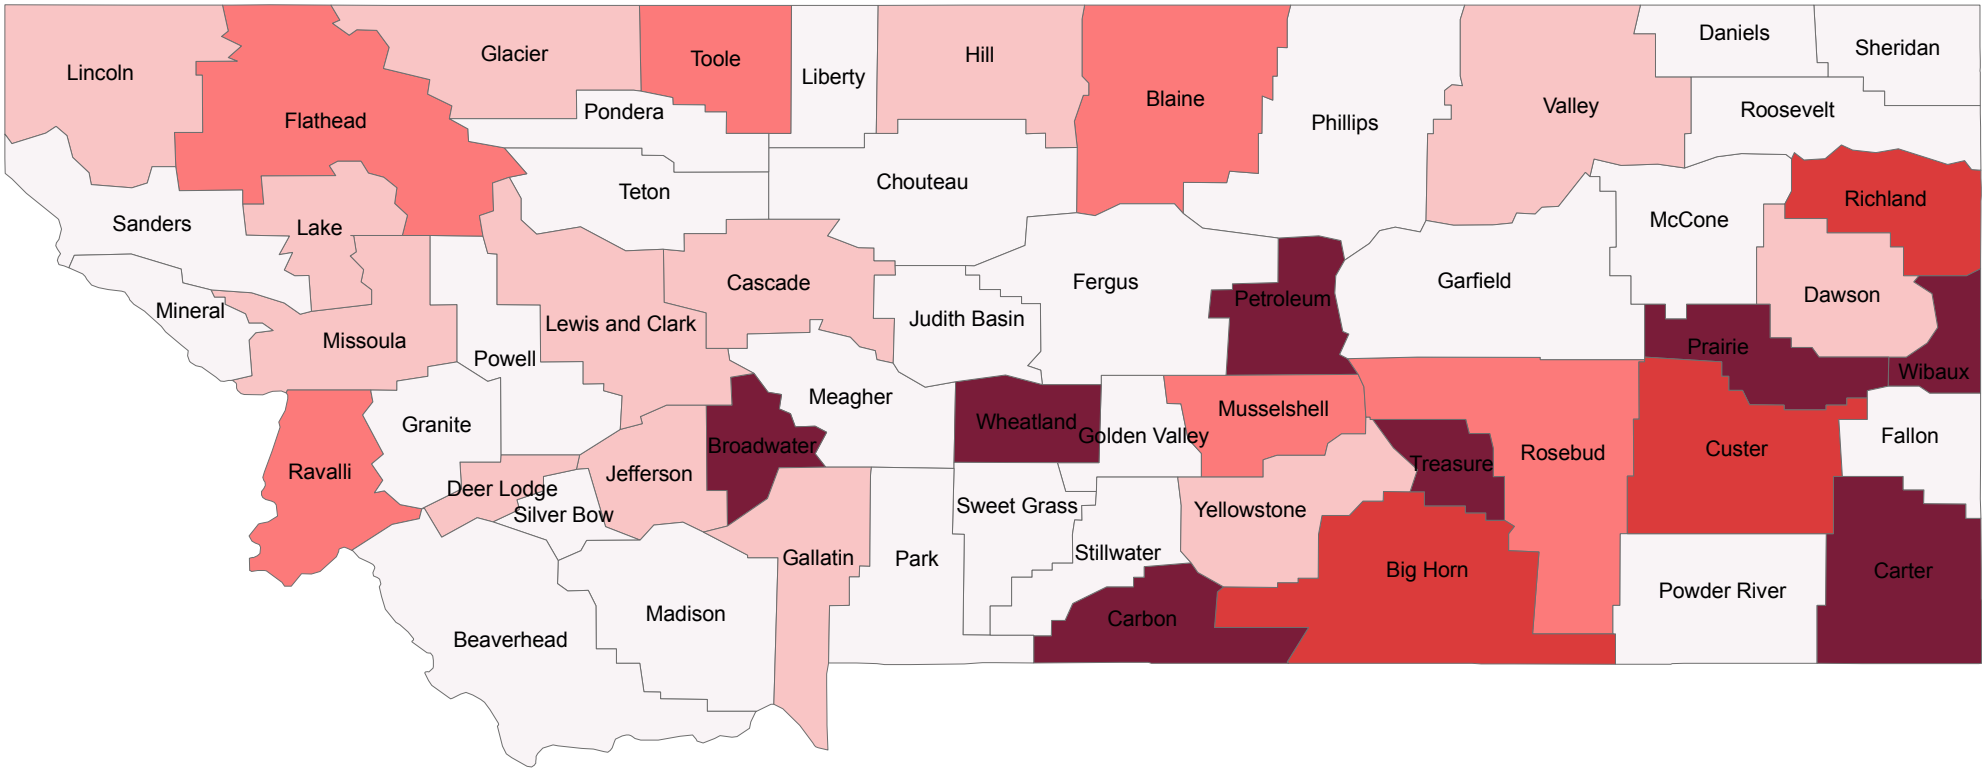 Daniels
Sheridan
Glacier
Hill
Toole
Lincoln
Liberty
Blaine
Valley
Pondera
Roosevelt
Flathead
Phillips
Chouteau
Teton
Richland
Sanders
Lake
McCone
Cascade
Fergus
Garfield
Dawson
Petroleum
Mineral
Judith Basin
Lewis and Clark
Missoula
Prairie
Powell
Wibaux
Meagher
Musselshell
Wheatland
Granite
Golden Valley
Fallon
Broadwater
Custer
Rosebud
Treasure
Ravalli
Jefferson
Deer Lodge
Sweet Grass
Yellowstone
Silver Bow
Stillwater
Gallatin
Park
Big Horn
Carter
Powder River
Madison
Carbon
Beaverhead